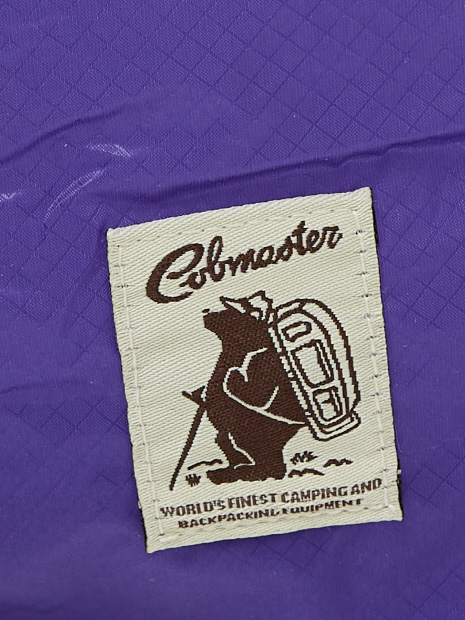 Cobmaster
WORLD'S FINEST CAMPING AND
BACKPACKING EQUIPMENT